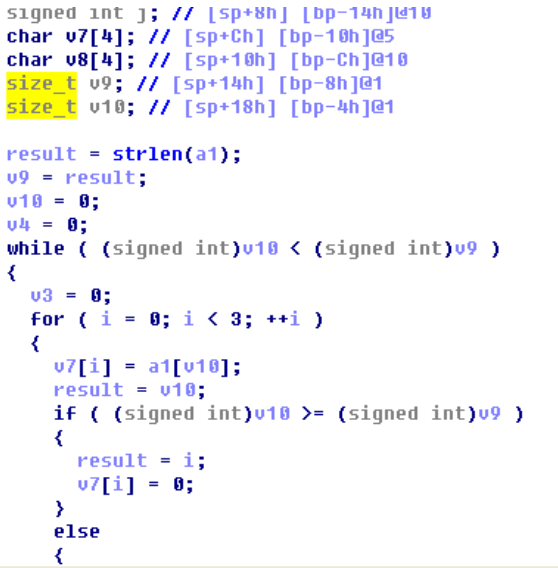 signed int j; // [sp+8h] [bp-14h]@10
char v7[4]; // [sp+Ch] [bp-10h]@5
char v8[4]; // [sp+10h] [bp-Ch]@10
size_t v9; // [sp+14h] [bp-8h]@1
size_t v10; // [sp+18h] [bp-4h]@1
result = strlen(a1);
v9 = result;
v10 = 0;
v4 = 0;
while ( (signed int)v10 < (signed int)v9 )
{
v3 = 0;
for ( i = 0; i < 3; ++i )
{
v7[i] = a1[v10];
result = v10;
if ( (signed int)v10 >= (signed int)v9 )
{
result = i;
v7[i] = 0;
}
else
{